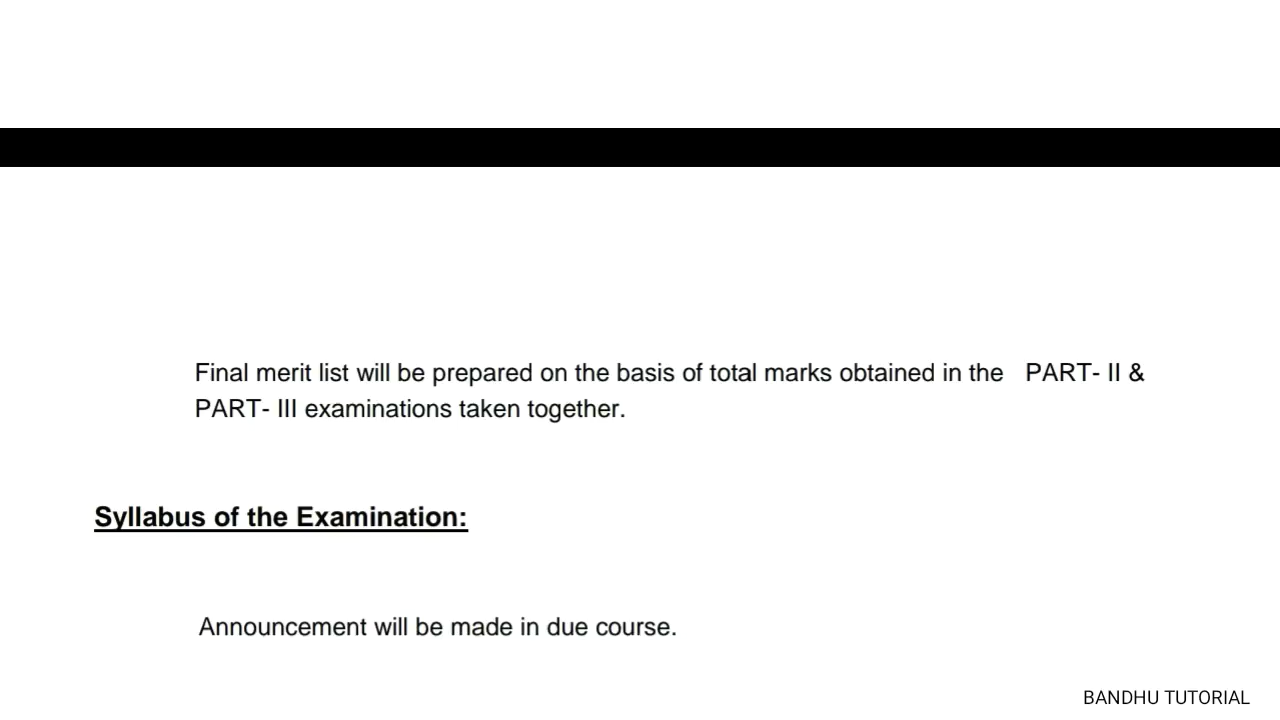 Final merit list will be prepared on the basis of total marks obtained in the PART- II &
PART- III examinations taken together.
Syllabus of the Examination:
Announcement will be made in due course.
BANDHU TUTORIAL